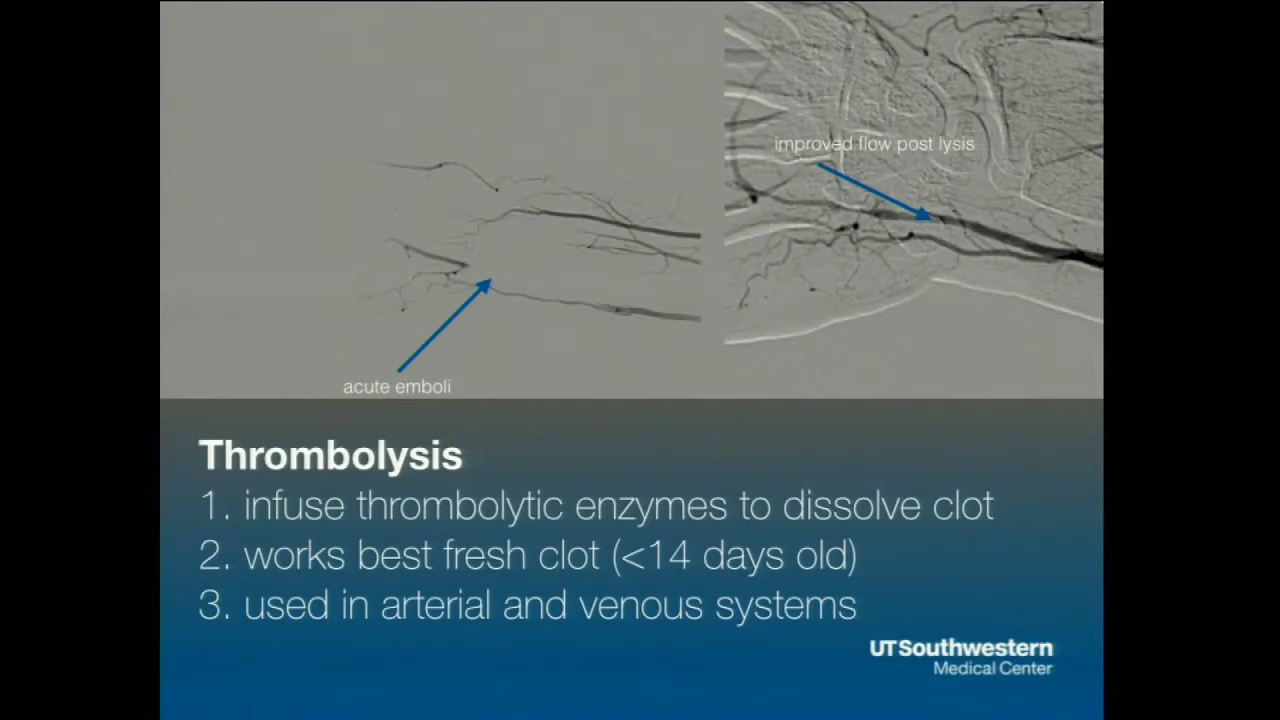 improved flow post lysis
acute emboli
Thrombolysis
1. infuse thrombolytic enzymes to dissolve clot
2. works best fresh clot (<14 days old)
3. used in arterial and venous systems
UTSouthwestern
Medical Center